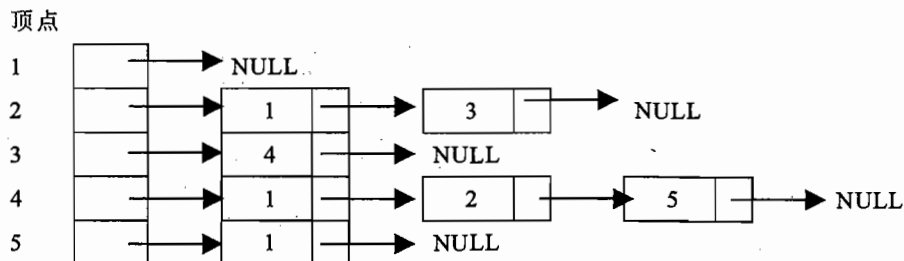 顶点
1 NULL
2 1 3 NULL
3 4 NULL
4 1 2 5 NULL
5 1 NULL